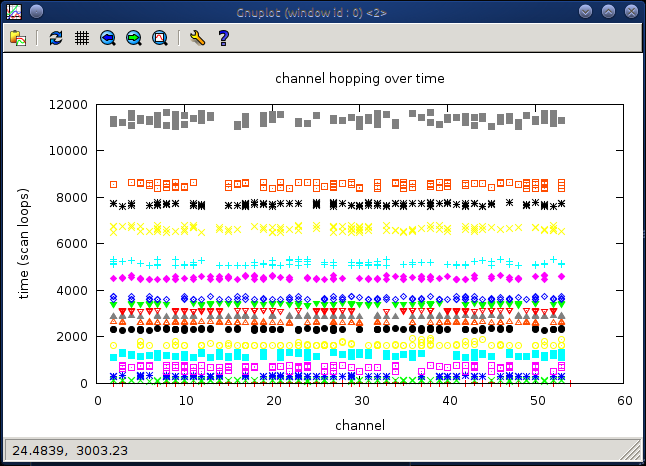 Gnuplot (window id : 0) <2>
channel hopping over time
12000
10000
8000
6000
4000
2000
0
time (scan loops)
0 10 20 30 40 50 60
channel
24.4839, 3003.23